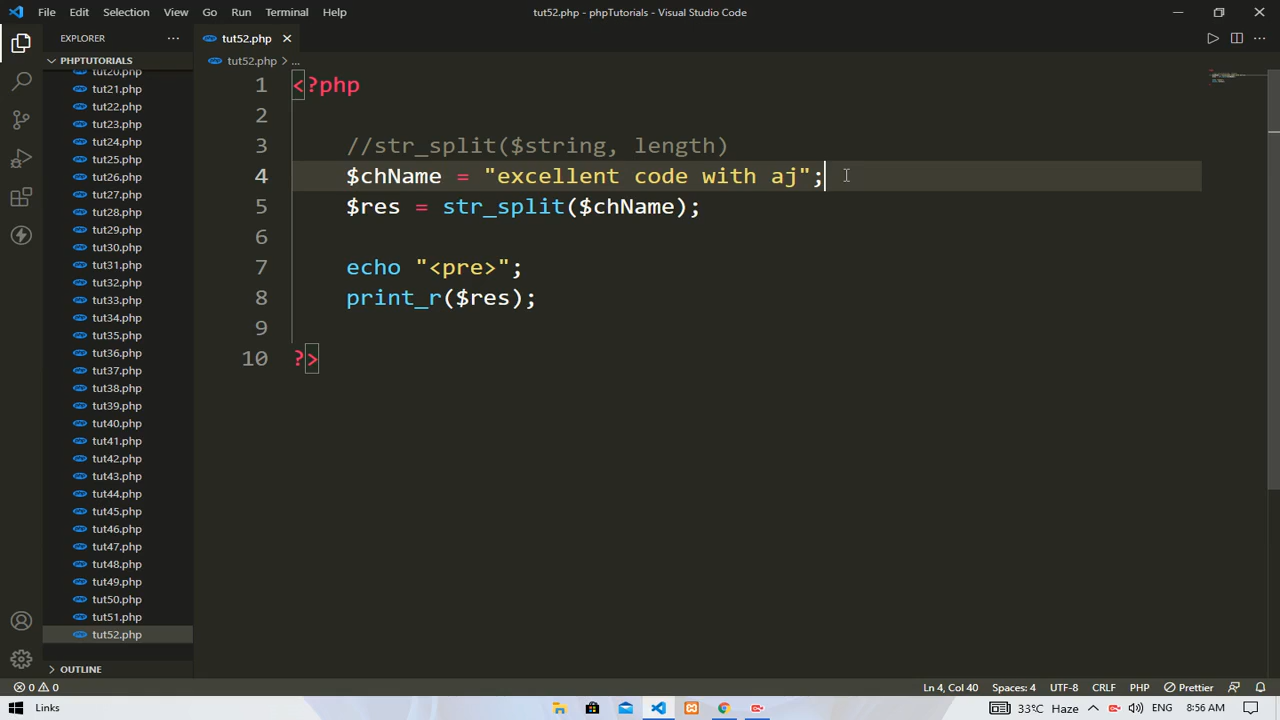 File Edit Selection View Go Run Terminal Help
tut52.php - phpTutorials - Visual Studio Code
EXPLORER
tut52.php
PHPTUTORIALS
tut52.php > ...
tut20.php
tut21.php
tut22.php
tut23.php
tut24.php
tut25.php
tut26.php
tut27.php
tut28.php
tut29.php
tut30.php
tut31.php
tut32.php
tut33.php
tut34.php
tut35.php
tut36.php
tut37.php
tut38.php
tut39.php
tut40.php
tut41.php
tut42.php
tut43.php
tut44.php
tut45.php
tut46.php
tut47.php
tut48.php
tut49.php
tut50.php
tut51.php
tut52.php
OUTLINE
1 <?php
2
3 //str_split($string, length)
4 $chName = "excellent code with aj";
5 $res = str_split($chName);
6
7 echo "<pre>";
8 print_r($res);
9
10 ?>
0 0
Ln 4, Col 40 Spaces: 4 UTF-8 CRLF PHP Prettier
Links
33°C Haze ENG 8:56 AM